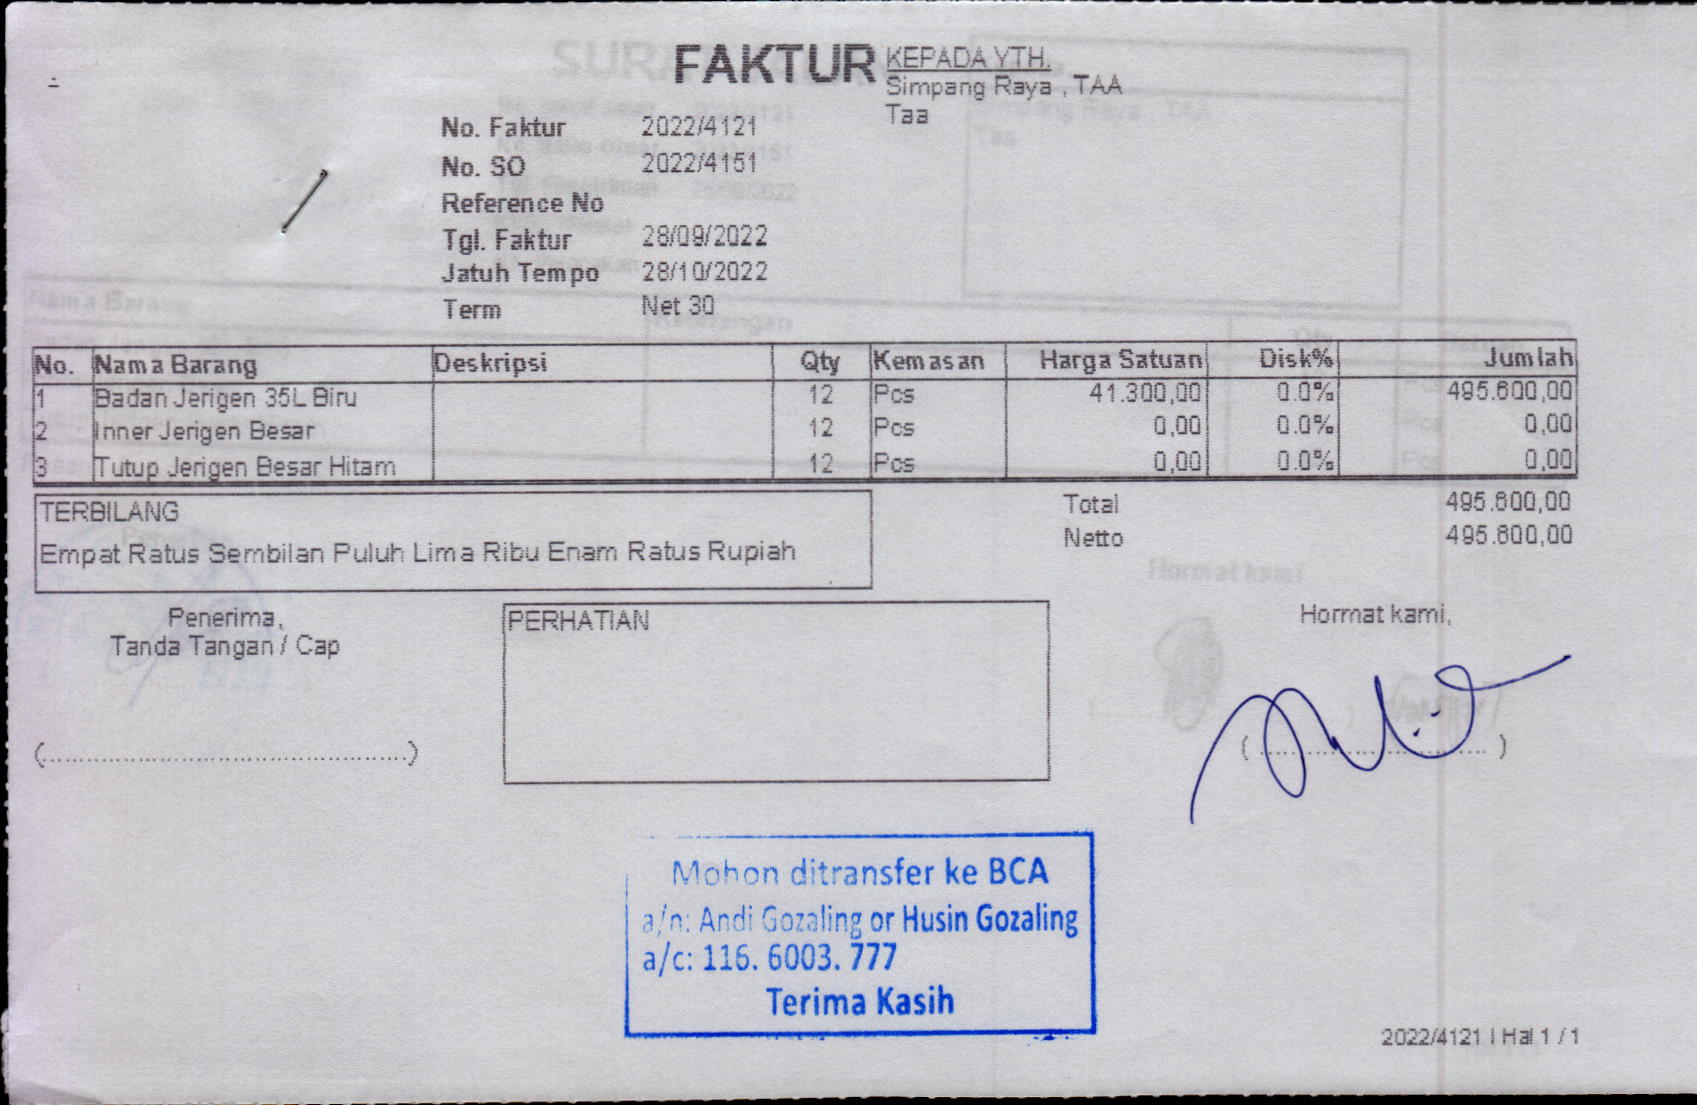 FAKTUR
KEPADA YTH.
Simpang Raya , TAA
Taa
No. Faktur 2022/4121
No. SO 2022/4151
Reference No
Tgl. Faktur 28/09/2022
Jatuh Tempo 28/10/2022
Term Net 30
No. Nama Barang Deskripsi Qty Kemasan Harga Satuan Disk% Jumlah
1 Badan Jerigen 35L Biru 12 Pcs 41.300,00 0.0% 495.600,00
2 Inner Jerigen Besar 12 Pcs 0,00 0.0% 0,00
3 Tutup Jerigen Besar Hitam 12 Pcs 0,00 0.0% 0,00
TERBILANG
Empat Ratus Sembilan Puluh Lima Ribu Enam Ratus Rupiah
Total 495.600,00
Netto 495.600,00
Penerima,
Tanda Tangan / Cap
PERHATIAN
Hormat kami,
Mohon ditransfer ke BCA
a/n: Andi Gozaling or Husin Gozaling
a/c: 116. 6003. 777
Terima Kasih
2022/4121 | Hal 1 / 1